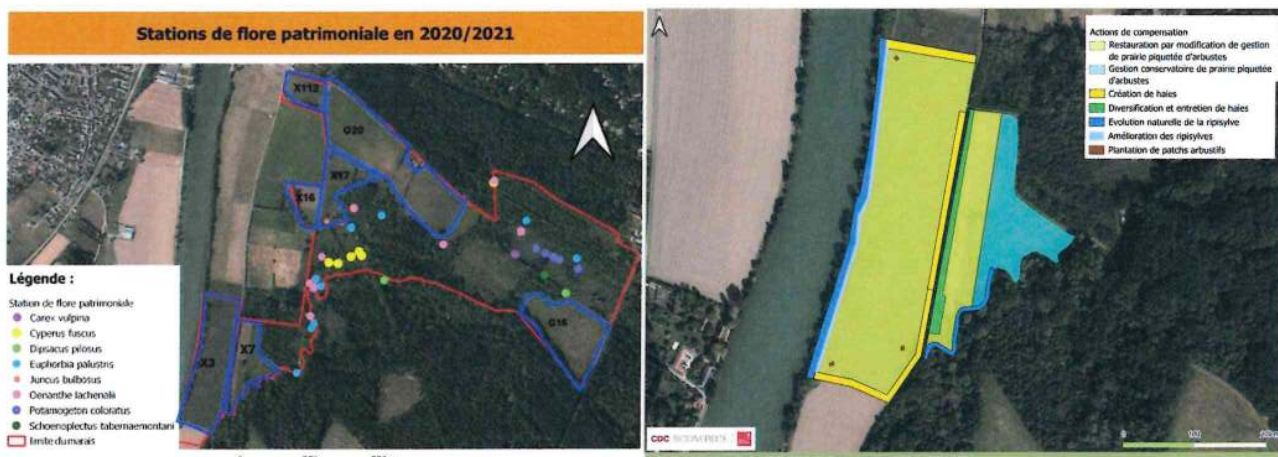 Stations de flore patrimoniale en 2020/2021
X112
G20
X17
X16
X3
X7
G15
Légende :
Station de flore patrimoniale
Carex vulpina
Cyperus fuscus
Dipsacus pilosus
Euphorbia palustris
Juncus bulbosus
Oenanthe lachenalii
Potamogeton coloratus
Schoenoplectus tabernaemontani
limite du marais
Actions de compensation
Restauration par modification de gestion
de prairie piquetée d'arbustes
Gestion conservatoire de prairie piquetée
d'arbustes
Création de haies
Diversification et entretien de haies
Evolution naturelle de la ripisylve
Amélioration des ripisylves
Plantation de patchs arbustifs
CDC BIODIVERSITÉ
0
100